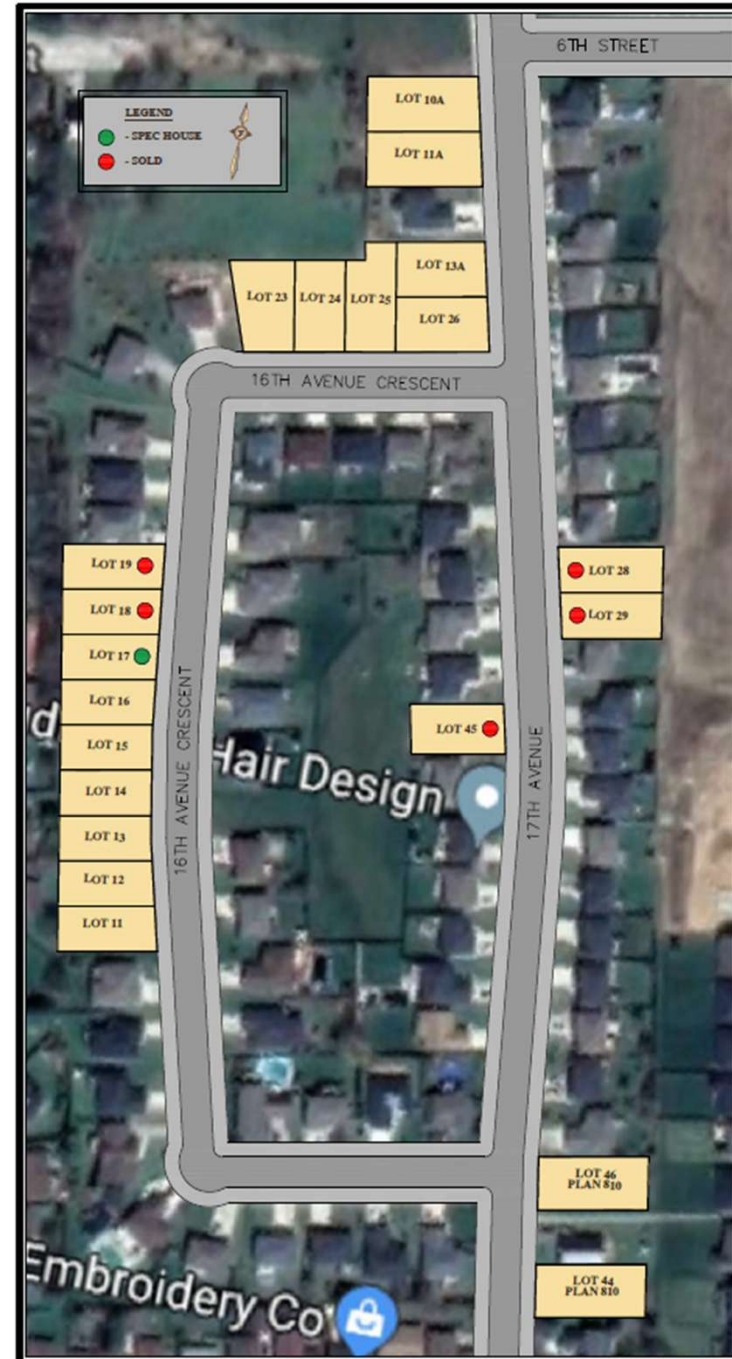 6TH STREET
LEGEND
- SPEC HOUSE
- SOLD
LOT 10A
LOT 11A
LOT 13A
LOT 23
LOT 24
LOT 25
LOT 26
16TH AVENUE CRESCENT
LOT 19
LOT 28
LOT 18
LOT 29
LOT 17
LOT 16
16TH AVENUE CRESCENT
LOT 45
17TH AVENUE
LOT 15
Hair Design
LOT 14
LOT 13
LOT 12
LOT 11
LOT 46
PLAN 810
LOT 44
PLAN 810
Embroidery Co